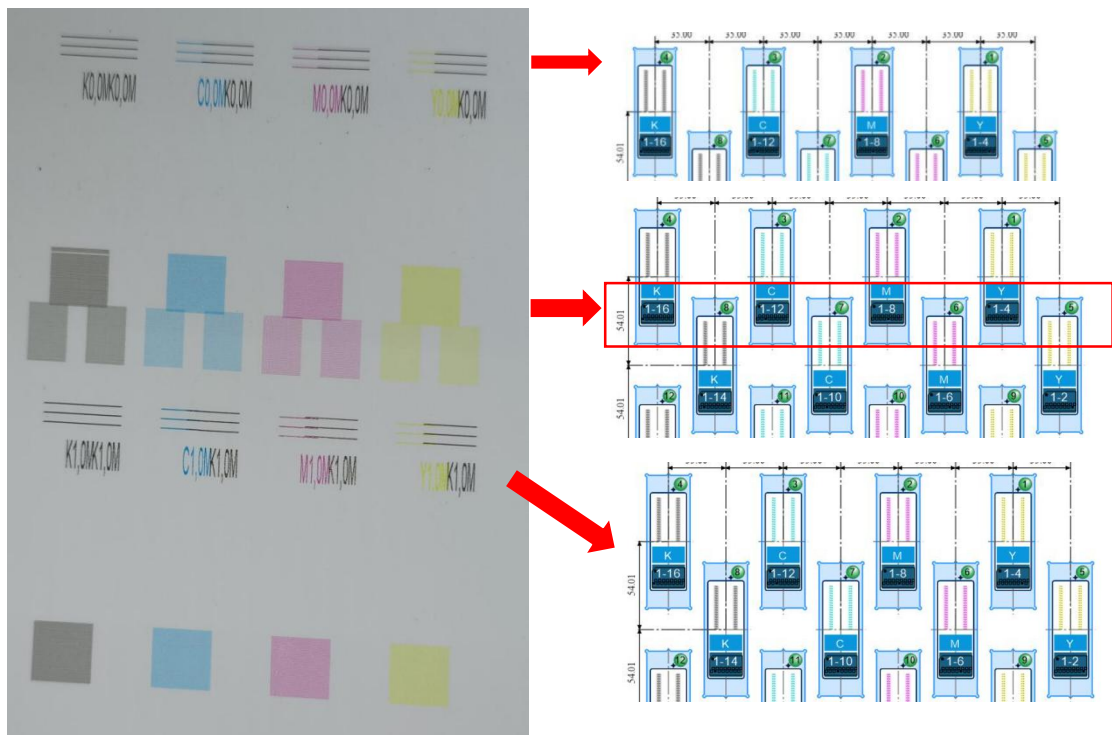 K0,0MK0,0M C0,0MK0,0M M0,0MK0,0M Y0,0MK0,0M
K1,0MK1,0M C1,0MK1,0M M1,0MK1,0M Y1,0MK1,0M
35.00 35.00 35.00 35.00 35.00 35.00 35.00
4 3 2 1
K C M Y
1-16 1-12 1-8 1-4
8 7 6 5
54.01
4 3 2 1
K C M Y
1-16 1-12 1-8 1-4
8 7 6 5
54.01
K C M Y
1-14 1-10 1-6 1-2
12 11 10 9
54.01
4 3 2 1
K C M Y
1-16 1-12 1-8 1-4
8 7 6 5
54.01
K C M Y
1-14 1-10 1-6 1-2
12 11 10 9
54.01